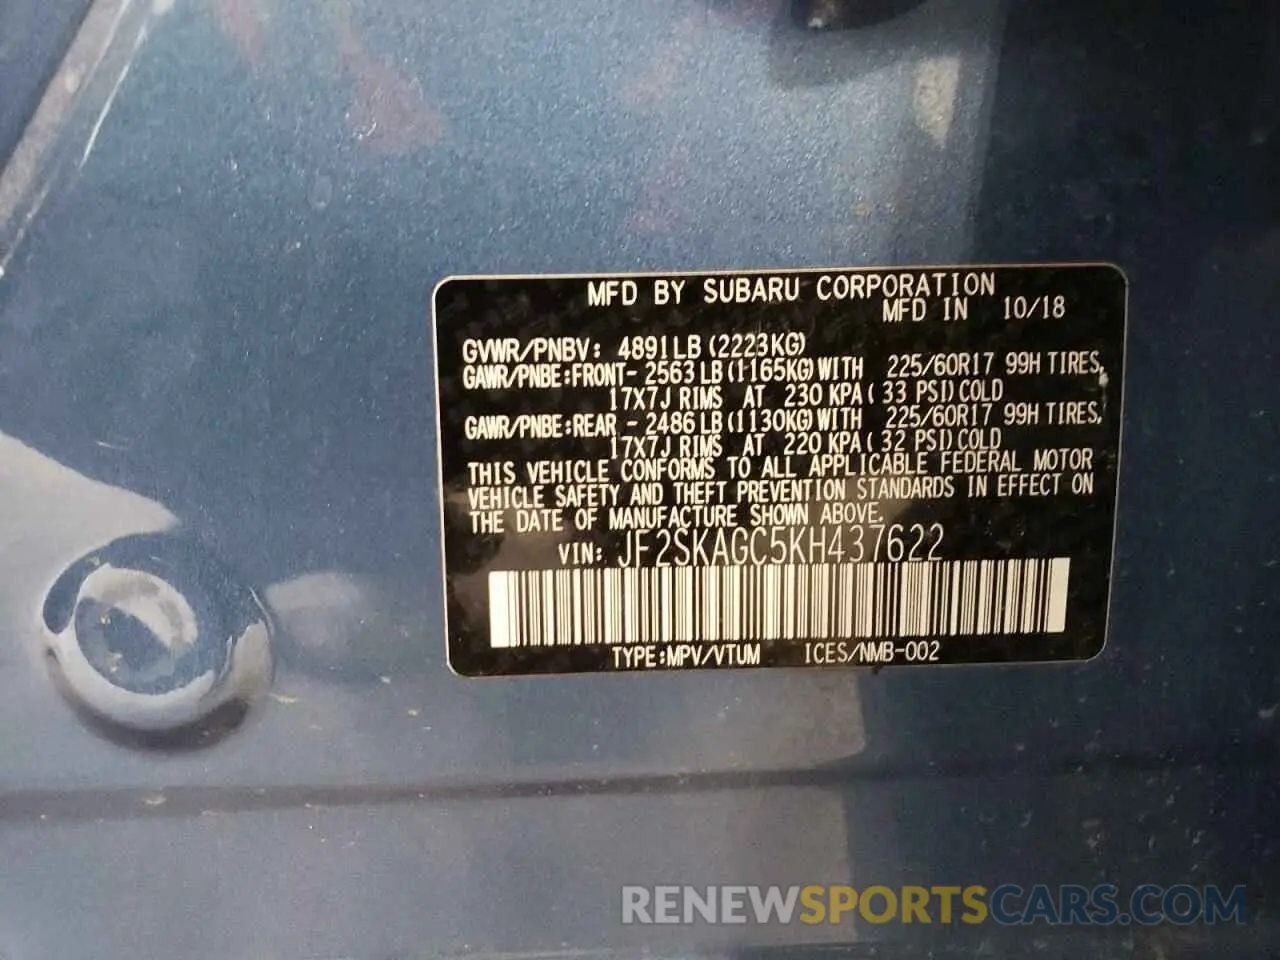 MFD BY SUBARU CORPORATION
MFD IN 10/18
GVWR/PNBV: 4891LB (2223KG)
GAWR/PNBE:FRONT- 2563LB(1165KG)WITH 225/60R17 99H TIRES,
17X7J RIMS AT 230 KPA( 33 PSI)COLD
GAWR/PNBE:REAR - 2486LB(1130KG)WITH 225/60R17 99H TIRES,
17X7J RIMS AT 220 KPA( 32 PSI)COLD
THIS VEHICLE CONFORMS TO ALL APPLICABLE FEDERAL MOTOR
VEHICLE SAFETY AND THEFT PREVENTION STANDARDS IN EFFECT ON
THE DATE OF MANUFACTURE SHOWN ABOVE.
VIN: JF2SKAGC5KH437622
TYPE:MPV/VTUM ICES/NMB-002
RENEWSPORTSCARS.COM